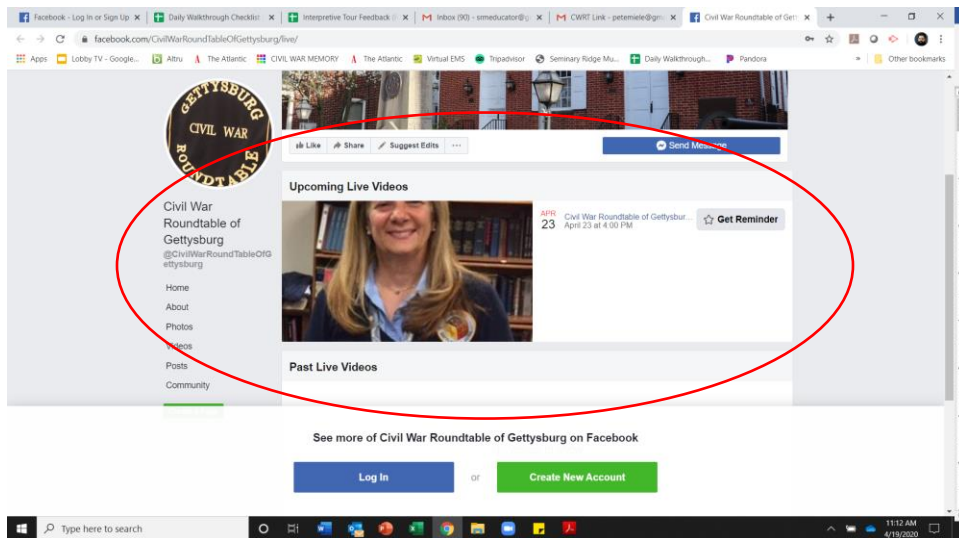 Facebook - Log In or Sign Up
Daily Walkthrough Checklist
Interpretive Tour Feedback
Inbox (90) - srmeducator@g
CWRT Link - petemiele@gm
Civil War Roundtable of Get
facebook.com/CivilWarRoundTableOfGettysburg/live/
Apps
Lobby TV - Google...
Altru
The Atlantic
CIVIL WAR MEMORY
The Atlantic
Virtual EMS
Tripadvisor
Seminary Ridge Mu...
Daily Walkthrough...
Pandora
»
Other bookmarks
GETTYSBURG
CIVIL WAR
ROUNDTABLE
Like
Share
Suggest Edits
...
Send Message
Upcoming Live Videos
APR
23
Civil War Roundtable of Gettysbur...
April 23 at 4:00 PM
Get Reminder
Civil War
Roundtable of
Gettysburg
@CivilWarRoundTableOfG
ettysburg
Home
About
Photos
Videos
Posts
Community
Past Live Videos
See more of Civil War Roundtable of Gettysburg on Facebook
Log In
or
Create New Account
Type here to search
11:12 AM
4/19/2020